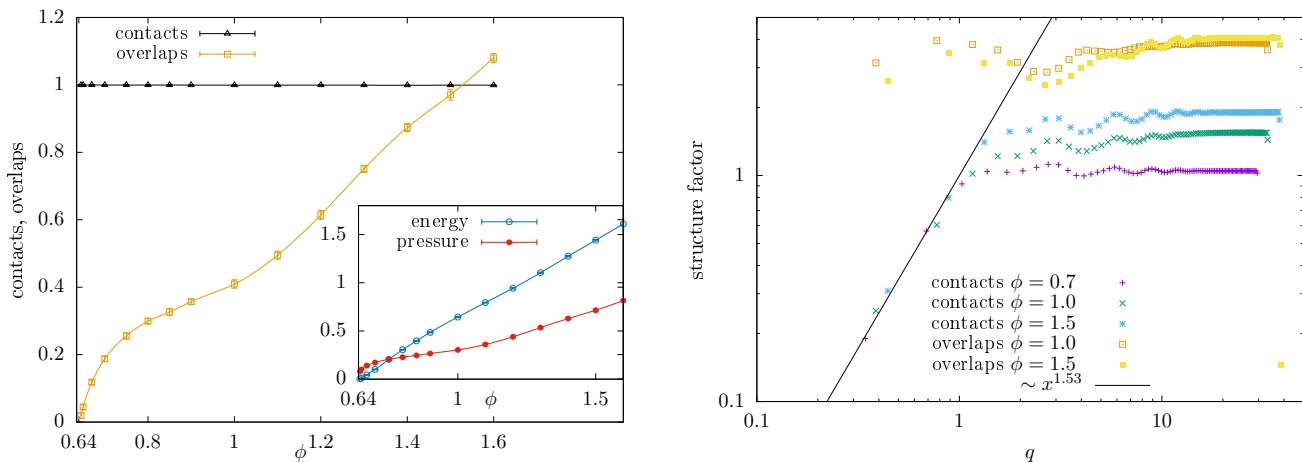 1.2
1
0.8
0.6
0.4
0.2
0
contacts, overlaps
contacts
overlaps
energy
pressure
1.5
1
0.5
0
0.64 1 ϕ 1.5
0.64 0.8 1 1.2 1.4 1.6
ϕ
structure factor
1
0.1
contacts ϕ = 0.7
contacts ϕ = 1.0
contacts ϕ = 1.5
overlaps ϕ = 1.0
overlaps ϕ = 1.5
∼ x^1.53
0.1 1 10
q